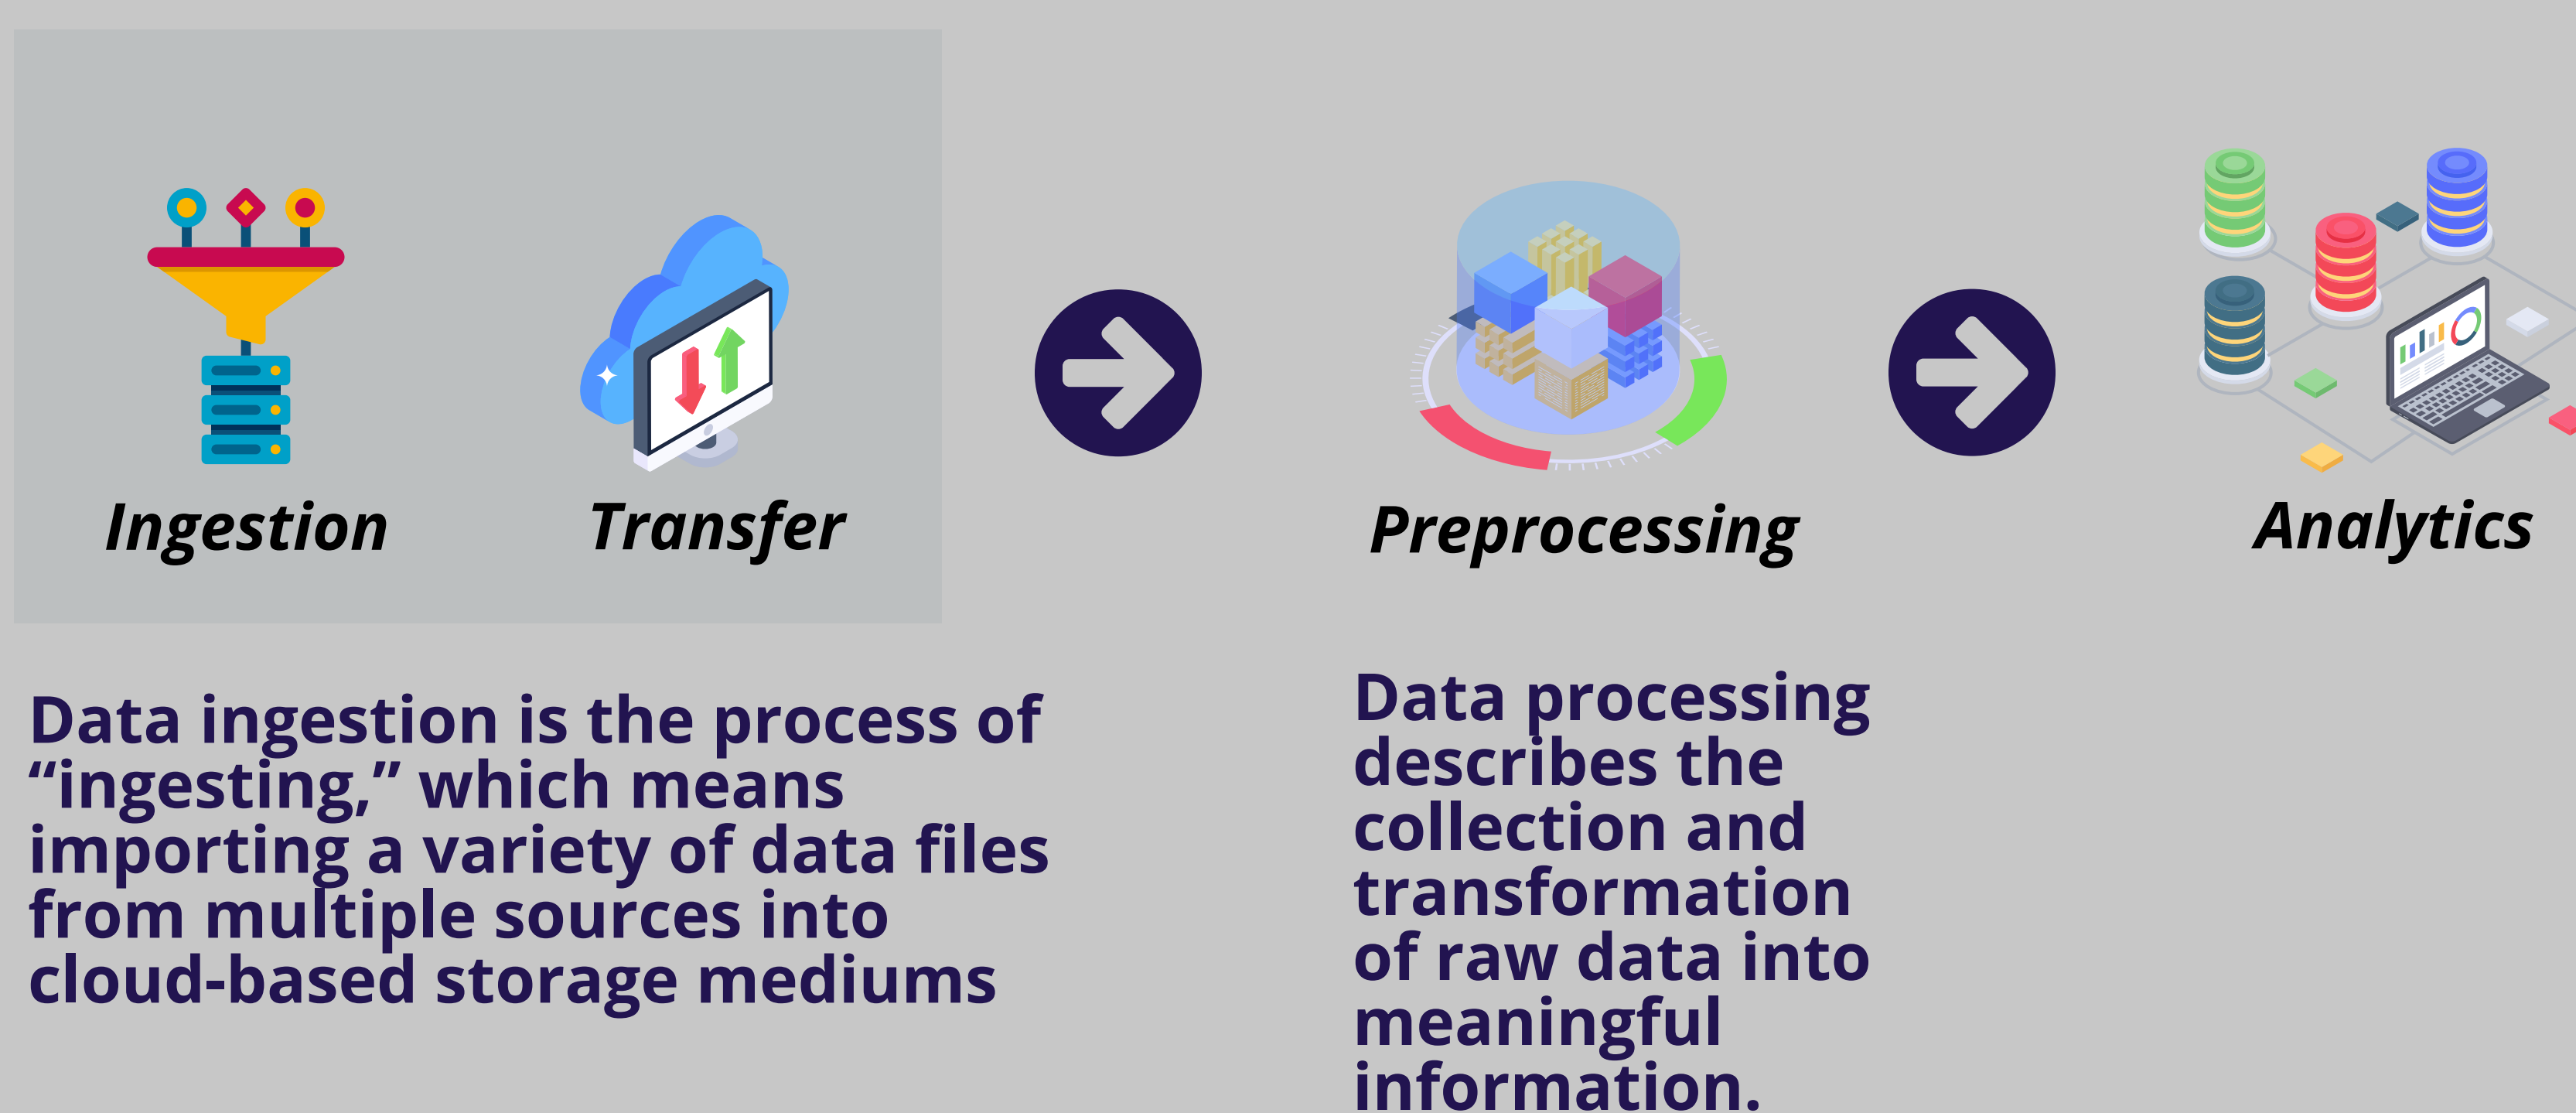 Ingestion
Transfer
Preprocessing
Analytics
Data ingestion is the process of
“ingesting,” which means
importing a variety of data files
from multiple sources into
cloud-based storage mediums
Data processing
describes the
collection and
transformation
of raw data into
meaningful
information.